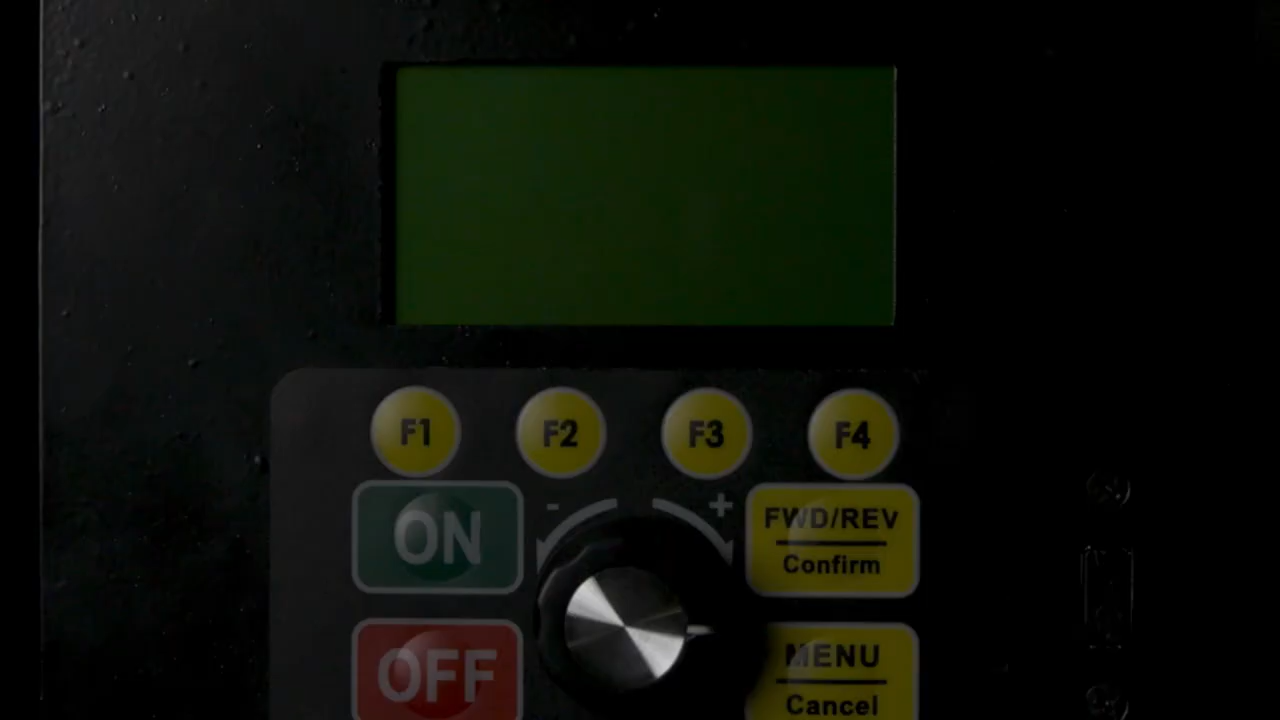 F1 F2 F3 F4
ON
- +
FWD/REV
Confirm
OFF
MENU
Cancel